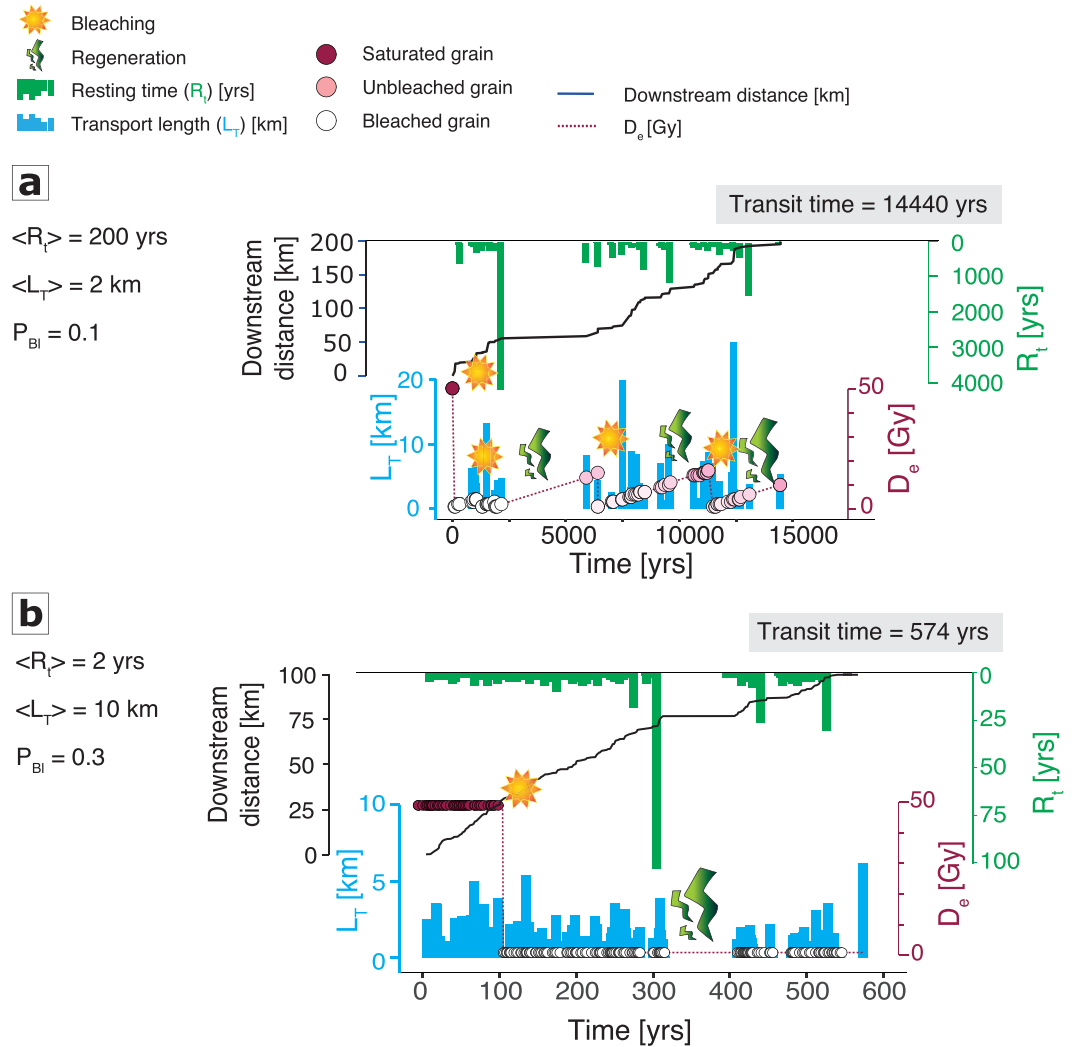 Bleaching
Regeneration
Resting time (Rt) [yrs]
Transport length (LT) [km]
Saturated grain
Unbleached grain
Bleached grain
Downstream distance [km]
De [Gy]
a
Transit time = 14440 yrs
<Rt> = 200 yrs
<LT> = 2 km
PBl = 0.1
Downstream
distance [km]
200
150
100
50
0
0
1000
2000
3000
4000
Rt [yrs]
LT [km]
20
10
0
50
0
De [Gy]
0 5000 10000 15000
Time [yrs]
b
Transit time = 574 yrs
<Rt> = 2 yrs
<LT> = 10 km
PBl = 0.3
Downstream
distance [km]
100
75
50
25
0
0
25
50
75
100
Rt [yrs]
LT [km]
10
5
0
50
0
De [Gy]
0 100 200 300 400 500 600
Time [yrs]